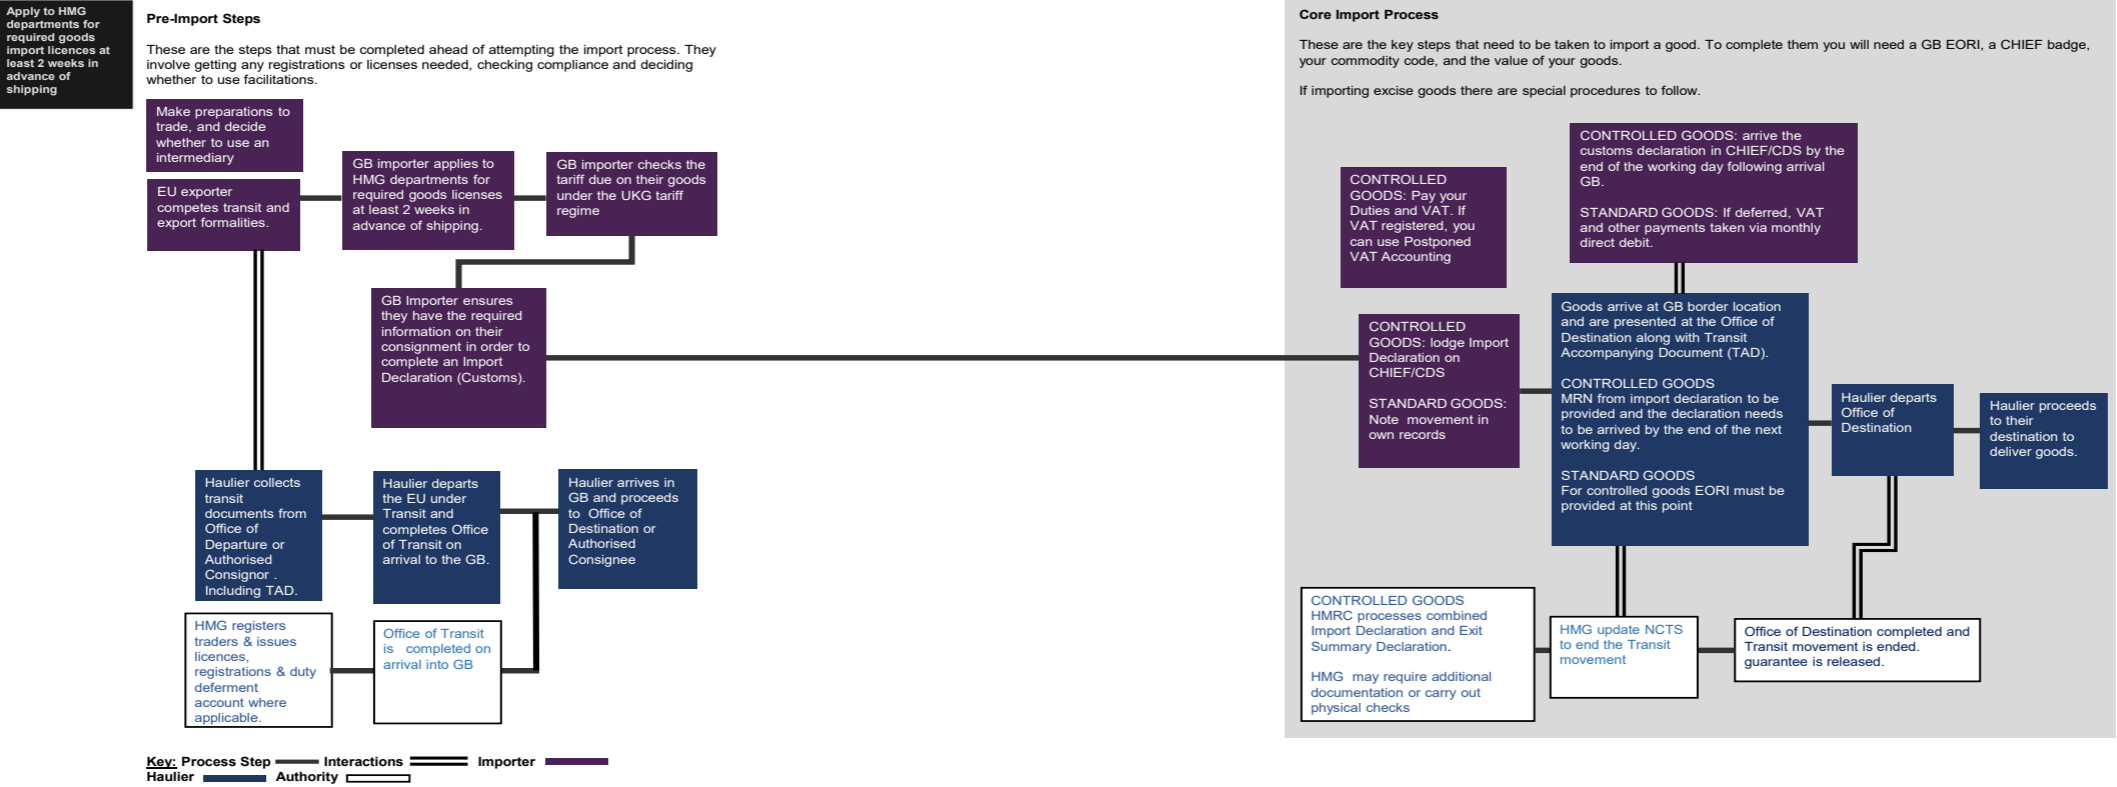 Apply to HMG
departments for
required goods
import licences at
least 2 weeks in
advance of
shipping
Pre-Import Steps
These are the steps that must be completed ahead of attempting the import process. They
involve getting any registrations or licenses needed, checking compliance and deciding
whether to use facilitations.
Make preparations to
trade, and decide
whether to use an
intermediary
EU exporter
competes transit and
export formalities.
GB importer applies to
HMG departments for
required goods licenses
at least 2 weeks in
advance of shipping.
GB importer checks the
tariff due on their goods
under the UKG tariff
regime
GB Importer ensures
they have the required
information on their
consignment in order to
complete an Import
Declaration (Customs).
Haulier collects
transit
documents from
Office of
Departure or
Authorised
Consignor .
Including TAD.
Haulier departs
the EU under
Transit and
completes Office
of Transit on
arrival to the GB.
Haulier arrives in
GB and proceeds
to Office of
Destination or
Authorised
Consignee
HMG registers
traders & issues
licences,
registrations & duty
deferment
account where
applicable.
Office of Transit
is completed on
arrival into GB
Core Import Process
These are the key steps that need to be taken to import a good. To complete them you will need a GB EORI, a CHIEF badge,
your commodity code, and the value of your goods.
If importing excise goods there are special procedures to follow.
CONTROLLED
GOODS: Pay your
Duties and VAT. If
VAT registered, you
can use Postponed
VAT Accounting
CONTROLLED GOODS: arrive the
customs declaration in CHIEF/CDS by the
end of the working day following arrival
GB.
STANDARD GOODS: If deferred, VAT
and other payments taken via monthly
direct debit.
CONTROLLED
GOODS: lodge Import
Declaration on
CHIEF/CDS
STANDARD GOODS:
Note movement in
own records
Goods arrive at GB border location
and are presented at the Office of
Destination along with Transit
Accompanying Document (TAD).
CONTROLLED GOODS
MRN from import declaration to be
provided and the declaration needs
to be arrived by the end of the next
working day.
STANDARD GOODS
For controlled goods EORI must be
provided at this point
Haulier departs
Office of
Destination
Haulier proceeds
to their
destination to
deliver goods.
CONTROLLED GOODS
HMRC processes combined
Import Declaration and Exit
Summary Declaration.
HMG may require additional
documentation or carry out
physical checks
HMG update NCTS
to end the Transit
movement
Office of Destination completed and
Transit movement is ended.
guarantee is released.
Key: Process Step Interactions Importer
Haulier Authority